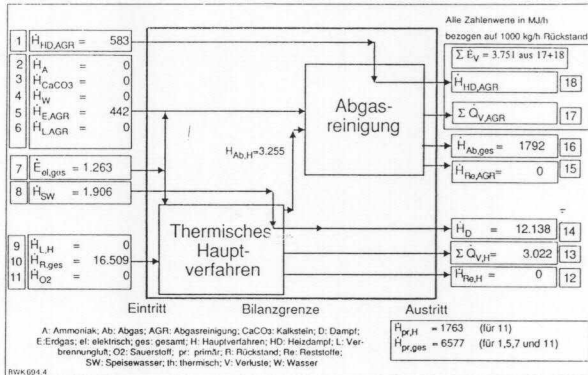 Alle Zahlenwerte in MJ/h
bezogen auf 1000 kg/h Rückstand
1 Ḣ_HD,AGR = 583
2 Ḣ_A = 0
3 Ḣ_CaCO3 = 0
4 Ḣ_W = 0
5 Ḣ_E,AGR = 442
6 Ḣ_L,AGR = 0
7 Ė_el,ges = 1.263
8 Ḣ_SW = 1.906
9 Ḣ_L,H = 0
10 Ḣ_R,ges = 16.509
11 Ḣ_O2 = 0
Abgas-
reinigung
H_Ab,H = 3.255
Thermisches
Haupt-
verfahren
Σ Ė_V = 3.751 aus 17+18
Ḣ_HD,AGR 18
Σ Q̇_V,AGR 17
Ḣ_Ab,ges = 1792 16
Ḣ_Re,AGR = 0 15
Ḣ_D = 12.138 14
Σ Q̇_V,H = 3.022 13
Ḣ_Re,H = 0 12
Eintritt Bilanzgrenze Austritt
A: Ammoniak; Ab: Abgas; AGR: Abgasreinigung; CaCO3: Kalkstein; D: Dampf;
E:Erdgas; el: elektrisch; ges: gesamt; H: Hauptverfahren; HD: Heizdampf; L: Ver-
brennungluft; O2: Sauerstoff; pr: primär; R: Rückstand; Re: Reststoffe;
SW: Speisewasser; th: thermisch; V: Verluste; W: Wasser
Ḣ_pr,H = 1763 (für 11)
Ḣ_pr,ges = 6577 (für 1,5,7 und 11)
RWK694.4